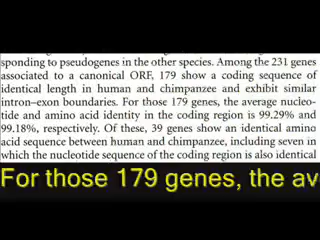 sponding to pseudogenes in the other species. Among the 231 genes
associated to a canonical ORF, 179 show a coding sequence of
identical length in human and chimpanzee and exhibit similar
intron–exon boundaries. For those 179 genes, the average nucleo-
tide and amino acid identity in the coding region is 99.29% and
99.18%, respectively. Of these, 39 genes show an identical amino
acid sequence between human and chimpanzee, including seven in
which the nucleotide sequence of the coding region is also identical
For those 179 genes, the av